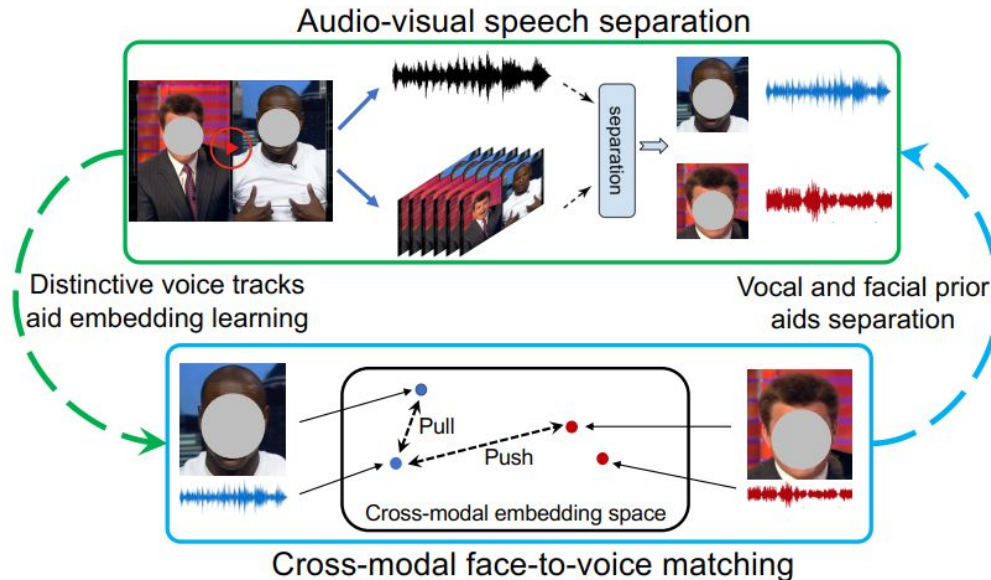 Audio-visual speech separation
separation
Distinctive voice tracks
aid embedding learning
Vocal and facial prior
aids separation
Pull
Push
Cross-modal embedding space
Cross-modal face-to-voice matching